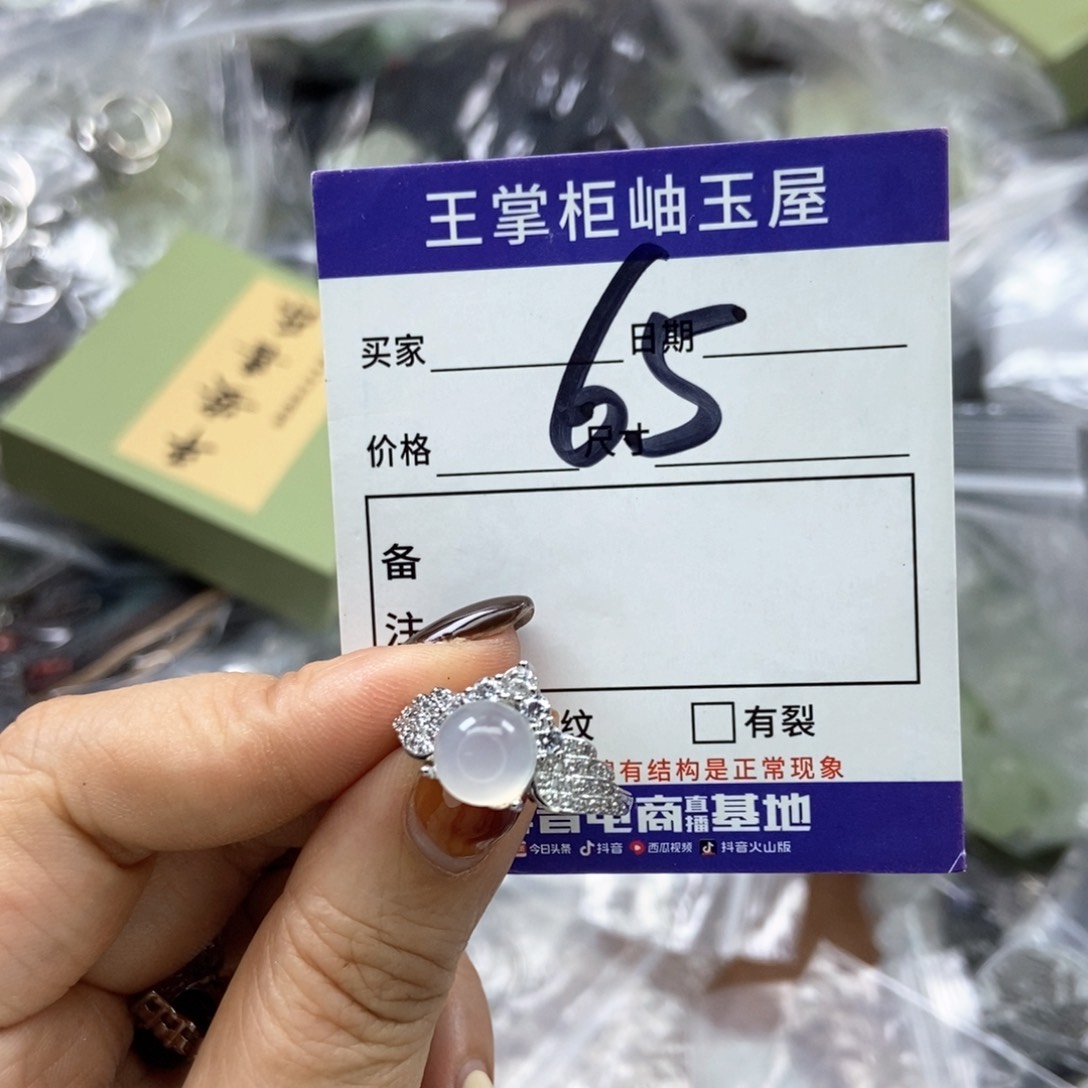 王掌柜岫玉屋
65
买家 日期
价格 尺寸
备
注
纹 有裂
有结构是正常现象
音电商直播基地
今日头条 抖音 西瓜视频 抖音火山版